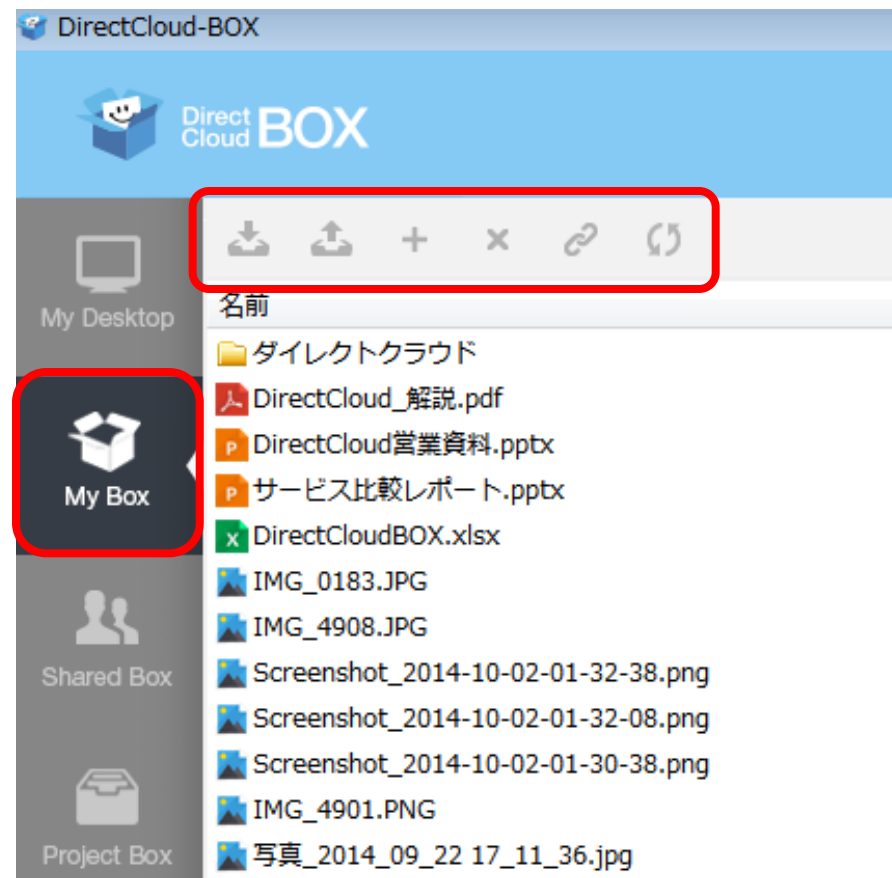 DirectCloud-BOX
Direct Cloud BOX
My Desktop
My Box
Shared Box
Project Box
名前
ダイレクトクラウド
DirectCloud_解説.pdf
DirectCloud営業資料.pptx
サービス比較レポート.pptx
DirectCloudBOX.xlsx
IMG_0183.JPG
IMG_4908.JPG
Screenshot_2014-10-02-01-32-38.png
Screenshot_2014-10-02-01-32-08.png
Screenshot_2014-10-02-01-30-38.png
IMG_4901.PNG
写真_2014_09_22 17_11_36.jpg